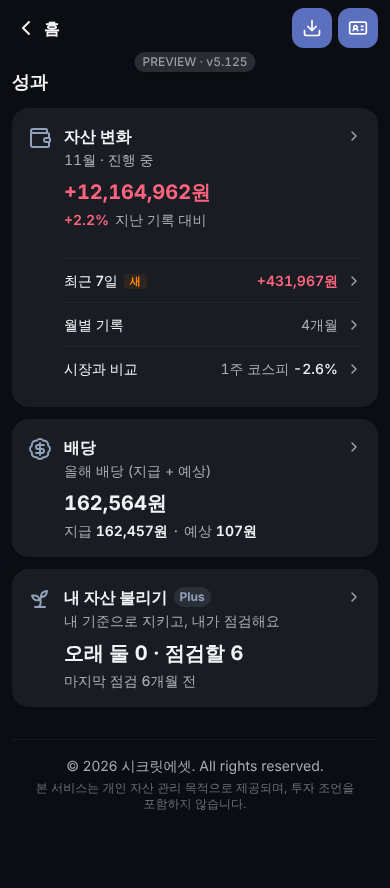 홈
PREVIEW · v5.125
성과
자산 변화
11월 · 진행 중
+12,164,962원
+2.2% 지난 기록 대비
최근 7일 새 +431,967원
월별 기록 4개월
시장과 비교 1주 코스피 -2.6%
배당
올해 배당 (지급 + 예상)
162,564원
지급 162,457원 · 예상 107원
내 자산 불리기 Plus
내 기준으로 지키고, 내가 점검해요
오래 둘 0 · 점검할 6
마지막 점검 6개월 전
© 2026 시크릿에셋. All rights reserved.
본 서비스는 개인 자산 관리 목적으로 제공되며, 투자 조언을
포함하지 않습니다.